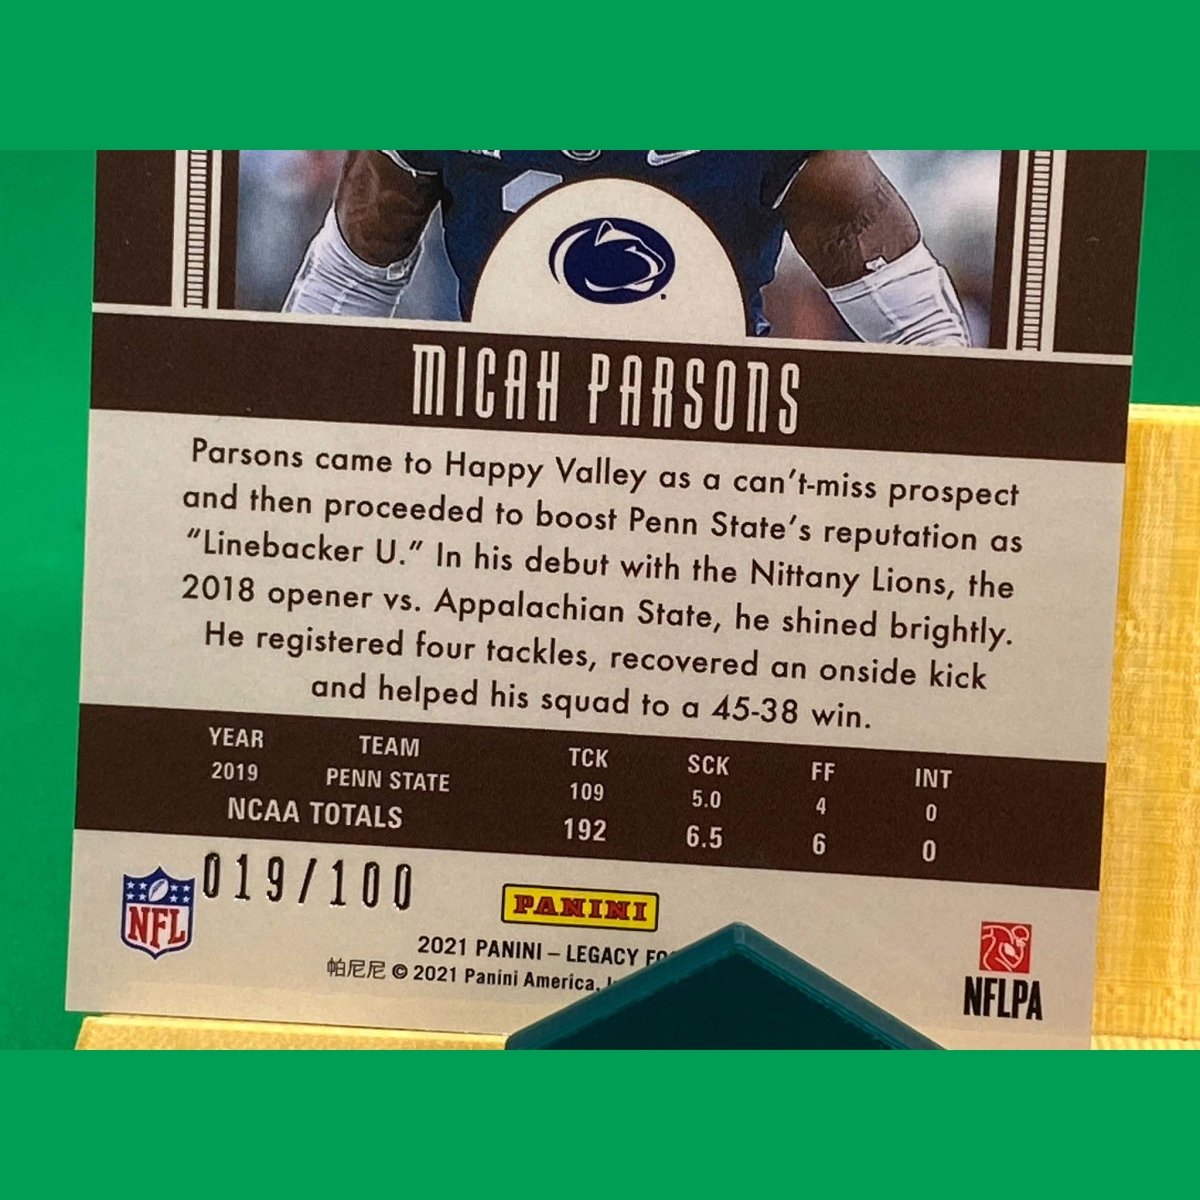 MICAH PARSONS
Parsons came to Happy Valley as a can't-miss prospect
and then proceeded to boost Penn State's reputation as
"Linebacker U." In his debut with the Nittany Lions, the
2018 opener vs. Appalachian State, he shined brightly.
He registered four tackles, recovered an onside kick
and helped his squad to a 45-38 win.
YEAR TEAM TCK SCK FF INT
2019 PENN STATE 109 5.0 4 0
NCAA TOTALS 192 6.5 6 0
NFL
019/100
PANINI
2021 PANINI – LEGACY
帕尼尼 © 2021 Panini America,
NFLPA